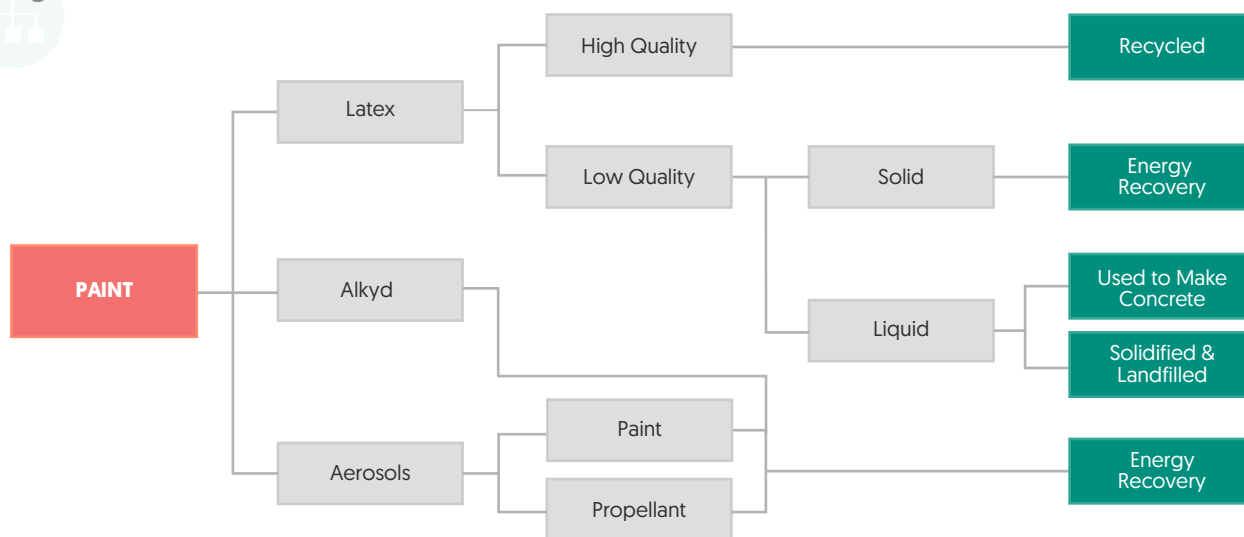 High Quality
Recycled
Latex
Low Quality
Solid
Energy
Recovery
PAINT
Alkyd
Used to Make
Concrete
Liquid
Solidified &
Landfilled
Paint
Aerosols
Energy
Recovery
Propellant